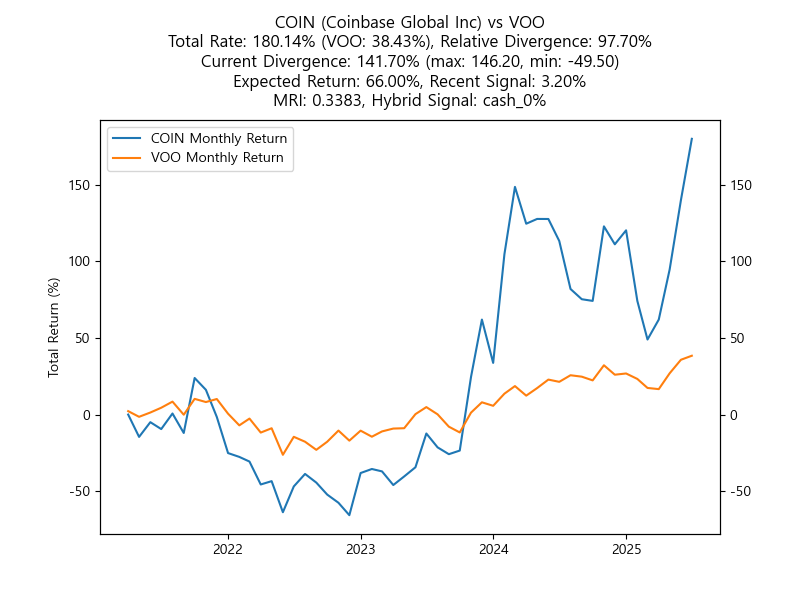 COIN (Coinbase Global Inc) vs VOO
Total Rate: 180.14% (VOO: 38.43%), Relative Divergence: 97.70%
Current Divergence: 141.70% (max: 146.20, min: -49.50)
Expected Return: 66.00%, Recent Signal: 3.20%
MRI: 0.3383, Hybrid Signal: cash_0%
COIN Monthly Return
VOO Monthly Return
150
100
50
0
-50
Total Return (%)
150
100
50
0
-50
2022
2023
2024
2025